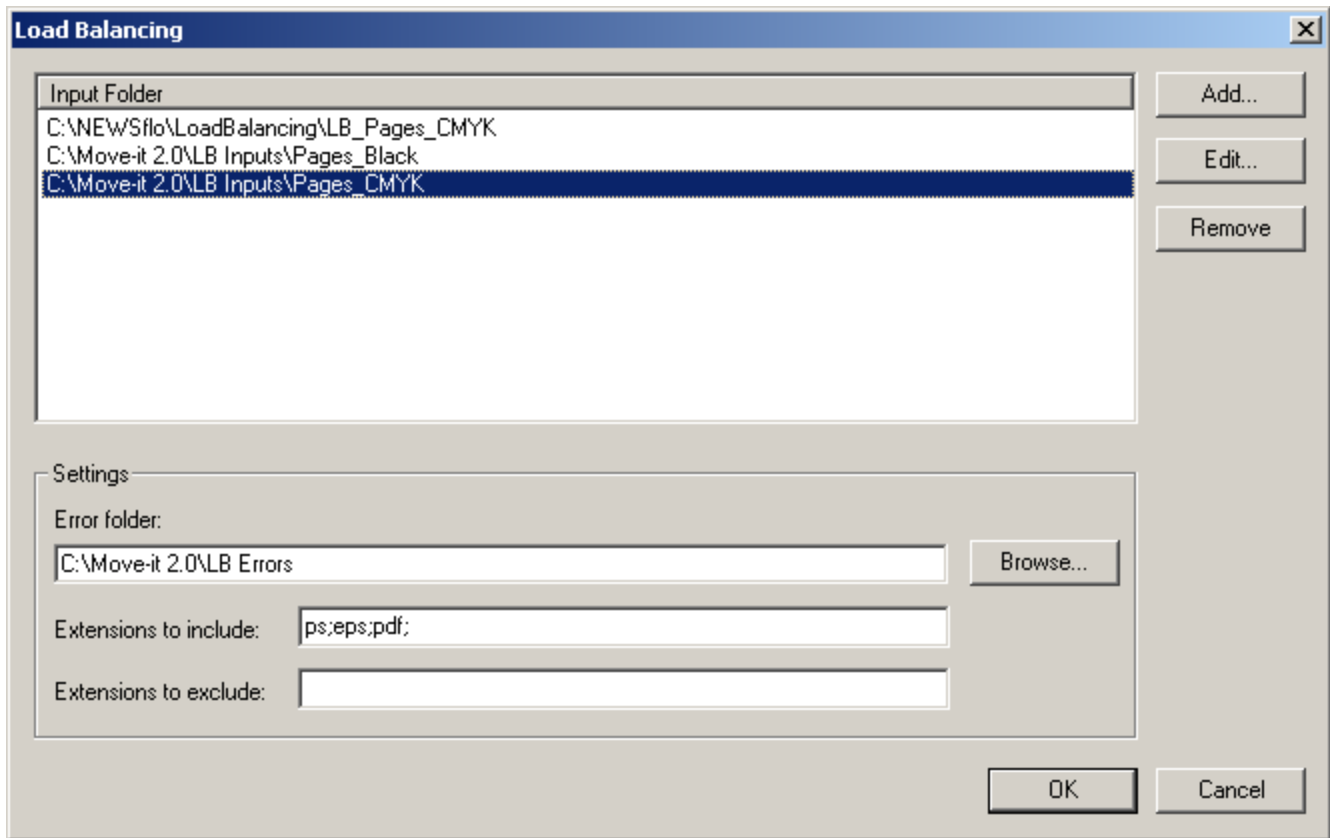 Load Balancing
Input Folder
C:\NEWSflo\LoadBalancing\LB_Pages_CMYK
C:\Move-it 2.0\LB Inputs\Pages_Black
C:\Move-it 2.0\LB Inputs\Pages_CMYK
Add...
Edit...
Remove
Settings
Error folder:
C:\Move-it 2.0\LB Errors
Browse...
Extensions to include:
ps;eps;pdf;
Extensions to exclude:
OK
Cancel